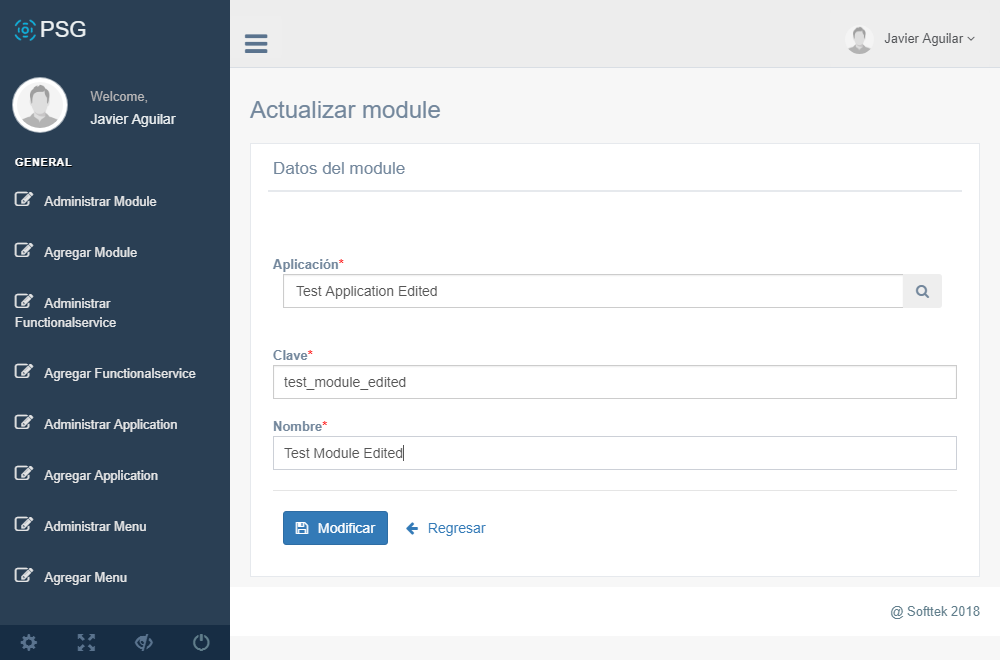 PSG
Javier Aguilar
Welcome,
Javier Aguilar
GENERAL
Administrar Module
Agregar Module
Administrar
Functionalservice
Agregar Functionalservice
Administrar Application
Agregar Application
Administrar Menu
Agregar Menu
Actualizar module
Datos del module
Aplicación*
Test Application Edited
Clave*
test_module_edited
Nombre*
Test Module Edited
Modificar
Regresar
@ Softtek 2018